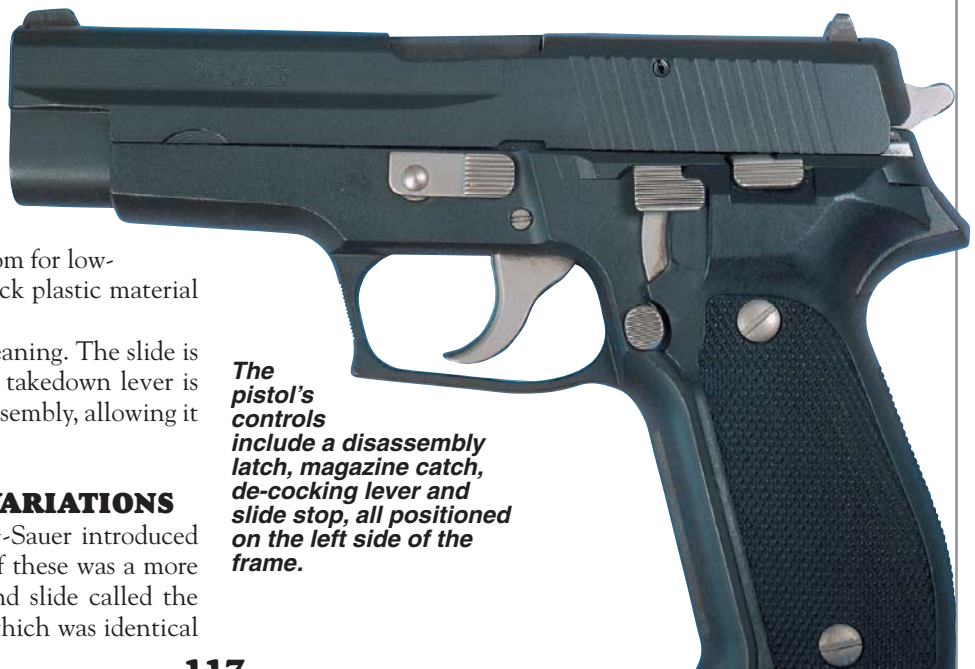 om for low-
ck plastic material
eaning. The slide is
takedown lever is
ssembly, allowing it
VARIATIONS
-Sauer introduced
f these was a more
nd slide called the
which was identical
The
pistol's
controls
include a disassembly
latch, magazine catch,
de-cocking lever and
slide stop, all positioned
on the left side of the
frame.
117